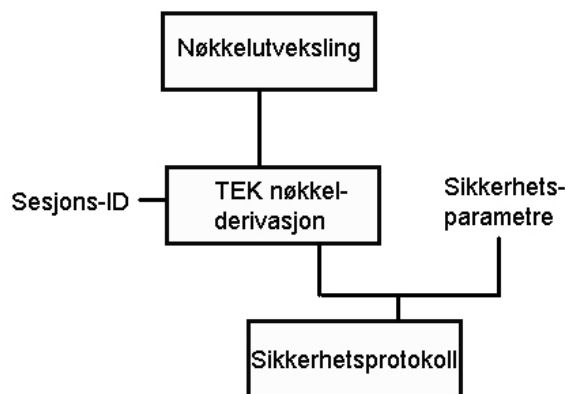 Nøkkelutveksling
Sesjons-ID
TEK nøkkel-
derivasjon
Sikkerhets-
parametre
Sikkerhetsprotokoll